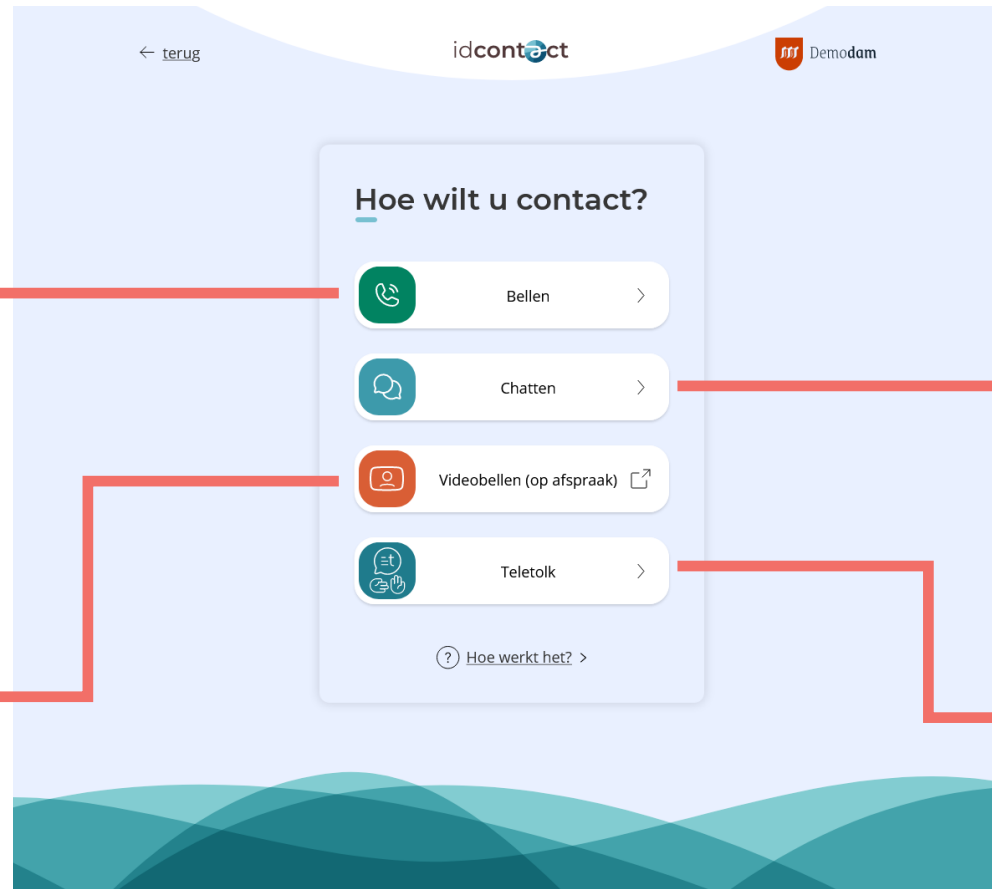 terug
idcontact
Demodam
Hoe wilt u contact?
Bellen
Chatten
Videobellen (op afspraak)
Teletolk
Hoe werkt het?